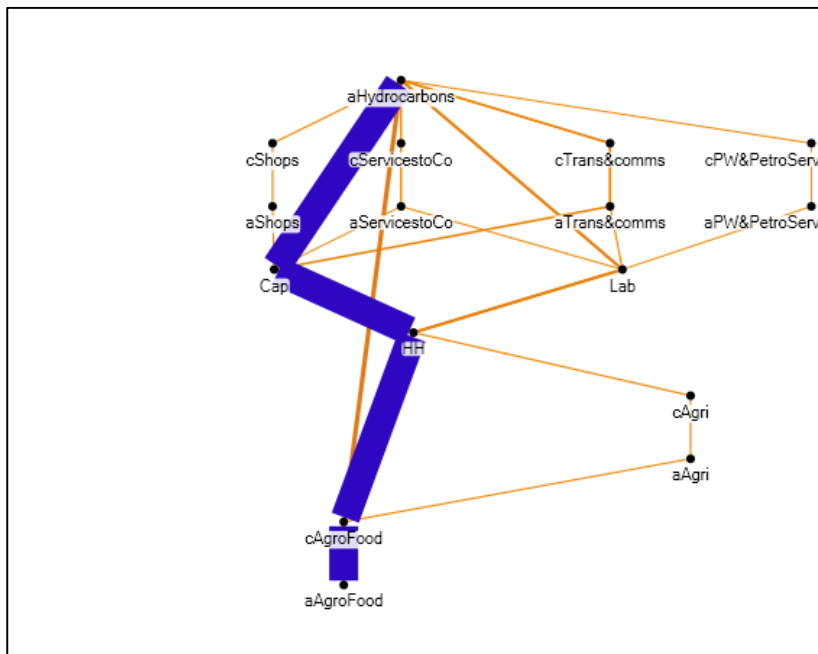 aHydrocarbons
cShops cServicestoCo cTrans&comms cPW&PetroServ
aShops aServicestoCo aTrans&comms aPW&PetroServ
Cap Lab
HH
cAgri
aAgri
cAgroFood
aAgroFood